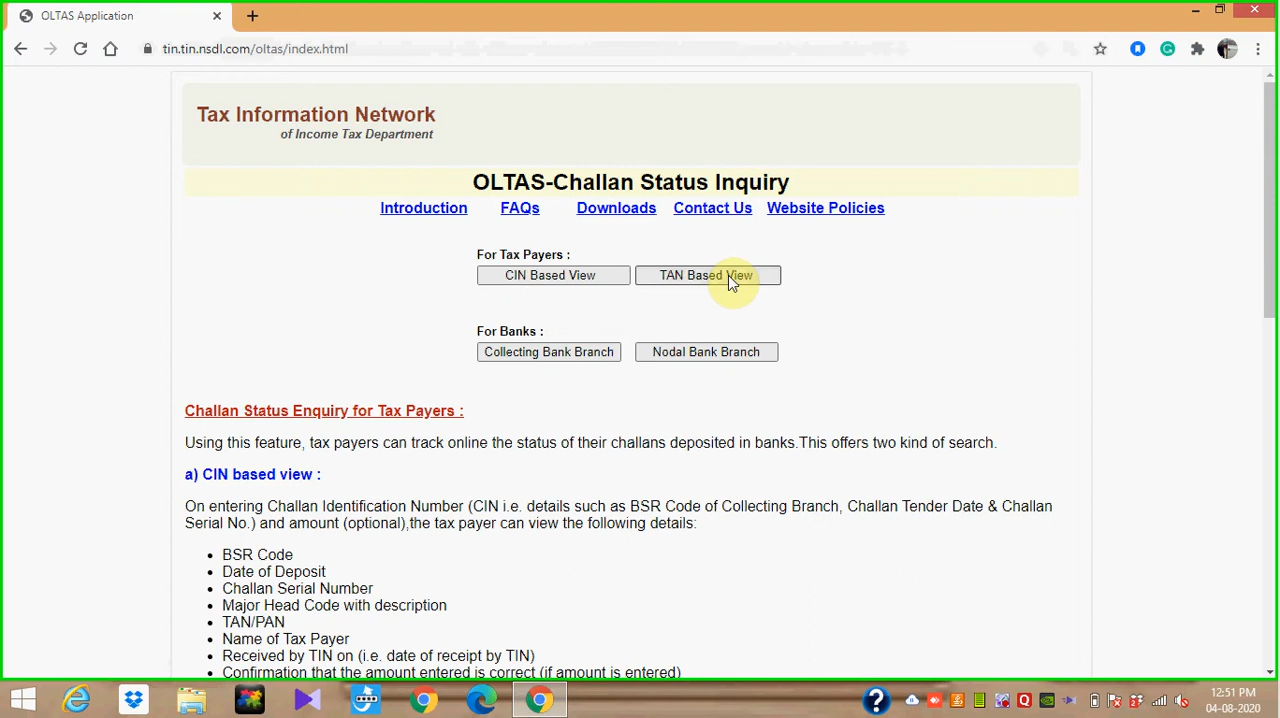 OLTAS Application
tin.tin.nsdl.com/oltas/index.html
Tax Information Network
of Income Tax Department
OLTAS-Challan Status Inquiry
Introduction FAQs Downloads Contact Us Website Policies
For Tax Payers :
CIN Based View TAN Based View
For Banks :
Collecting Bank Branch Nodal Bank Branch
Challan Status Enquiry for Tax Payers :
Using this feature, tax payers can track online the status of their challans deposited in banks.This offers two kind of search.
a) CIN based view :
On entering Challan Identification Number (CIN i.e. details such as BSR Code of Collecting Branch, Challan Tender Date & Challan
Serial No.) and amount (optional),the tax payer can view the following details:
• BSR Code
• Date of Deposit
• Challan Serial Number
• Major Head Code with description
• TAN/PAN
• Name of Tax Payer
• Received by TIN on (i.e. date of receipt by TIN)
• Confirmation that the amount entered is correct (if amount is entered)
12:51 PM
04-08-2020